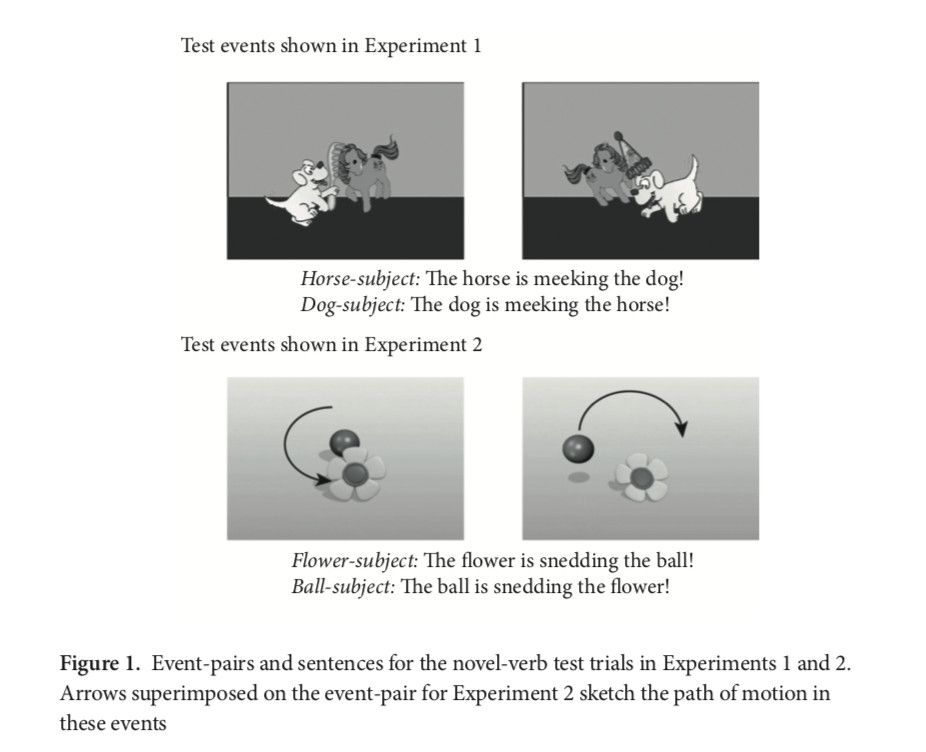 Test events shown in Experiment 1
Horse-subject: The horse is meeking the dog!
Dog-subject: The dog is meeking the horse!
Test events shown in Experiment 2
Flower-subject: The flower is snedding the ball!
Ball-subject: The ball is snedding the flower!
Figure 1. Event-pairs and sentences for the novel-verb test trials in Experiments 1 and 2.
Arrows superimposed on the event-pair for Experiment 2 sketch the path of motion in
these events